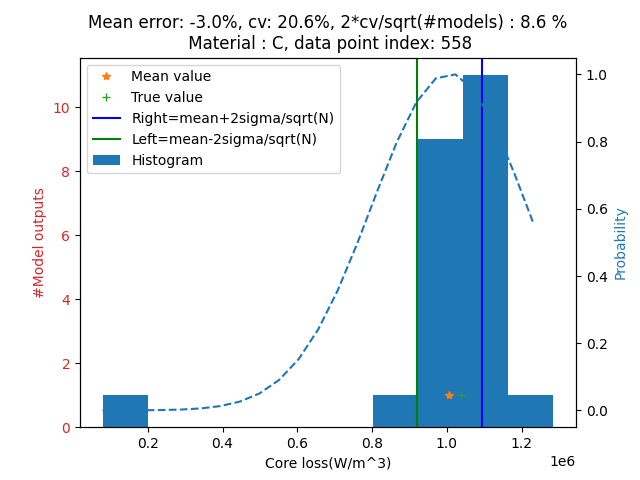 Mean error: -3.0%, cv: 20.6%, 2*cv/sqrt(#models) : 8.6 %
Material : C, data point index: 558
Mean value
True value
Right=mean+2sigma/sqrt(N)
Left=mean-2sigma/sqrt(N)
Histogram
#Model outputs
0
2
4
6
8
10
Probability
0.0
0.2
0.4
0.6
0.8
1.0
0.2
0.4
0.6
0.8
1.0
1.2
1e6
Core loss(W/m^3)